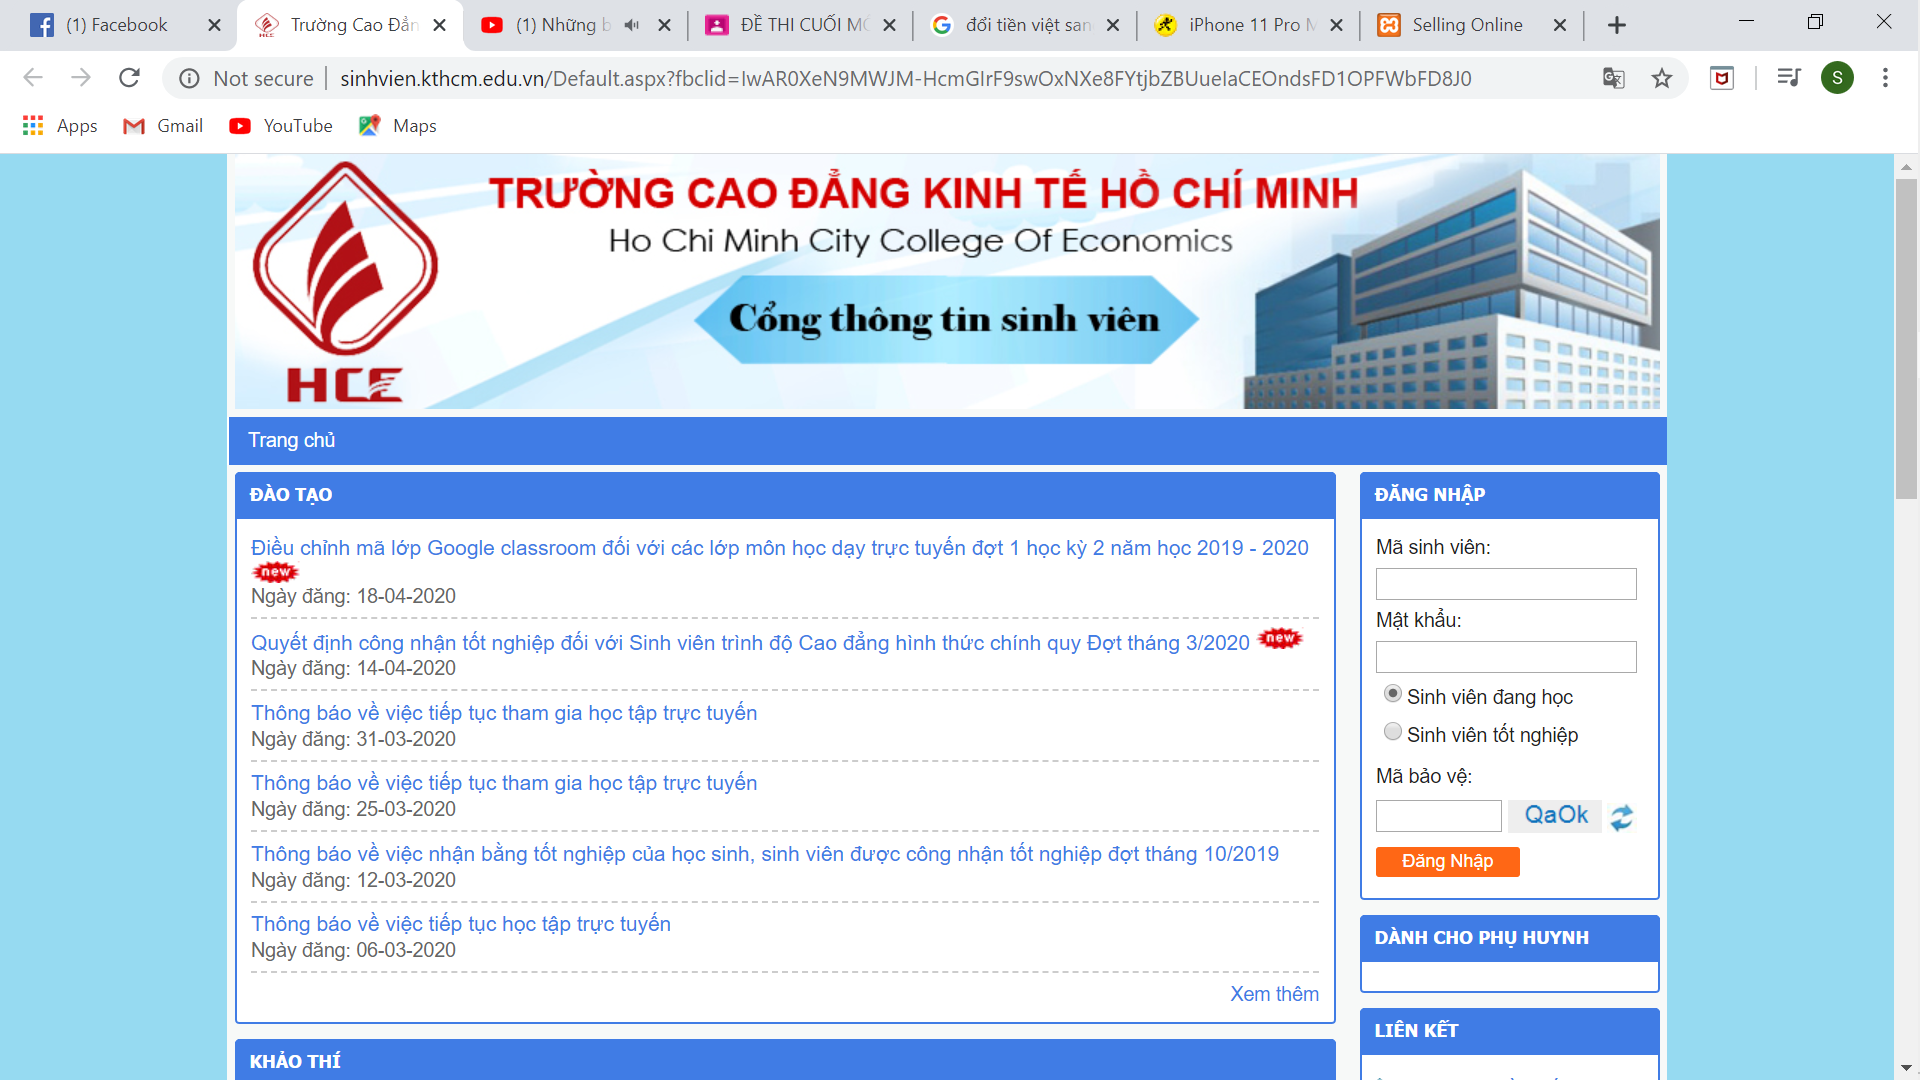 (1) Facebook
Trường Cao Đẳn
(1) Những b
ĐỀ THI CUỐI MÔ
đổi tiền việt san
iPhone 11 Pro M
Selling Online
Not secure
sinhvien.kthcm.edu.vn/Default.aspx?fbclid=IwAR0XeN9MWJM-HcmGIrF9swOxNXe8FYtjbZBUueIaCEOndsFD1OPFWbFD8J0
S
Apps
Gmail
YouTube
Maps
TRƯỜNG CAO ĐẲNG KINH TẾ HỒ CHÍ MINH
Ho Chi Minh City College Of Economics
Cổng thông tin sinh viên
HCE
Trang chủ
ĐÀO TẠO
Điều chỉnh mã lớp Google classroom đối với các lớp môn học dạy trực tuyến đợt 1 học kỳ 2 năm học 2019 - 2020
new
Ngày đăng: 18-04-2020
Quyết định công nhận tốt nghiệp đối với Sinh viên trình độ Cao đẳng hình thức chính quy Đợt tháng 3/2020 new
Ngày đăng: 14-04-2020
Thông báo về việc tiếp tục tham gia học tập trực tuyến
Ngày đăng: 31-03-2020
Thông báo về việc tiếp tục tham gia học tập trực tuyến
Ngày đăng: 25-03-2020
Thông báo về việc nhận bằng tốt nghiệp của học sinh, sinh viên được công nhận tốt nghiệp đợt tháng 10/2019
Ngày đăng: 12-03-2020
Thông báo về việc tiếp tục học tập trực tuyến
Ngày đăng: 06-03-2020
Xem thêm
KHẢO THÍ
ĐĂNG NHẬP
Mã sinh viên:
Mật khẩu:
Sinh viên đang học
Sinh viên tốt nghiệp
Mã bảo vệ:
QaOk
Đăng Nhập
DÀNH CHO PHỤ HUYNH
LIÊN KẾT